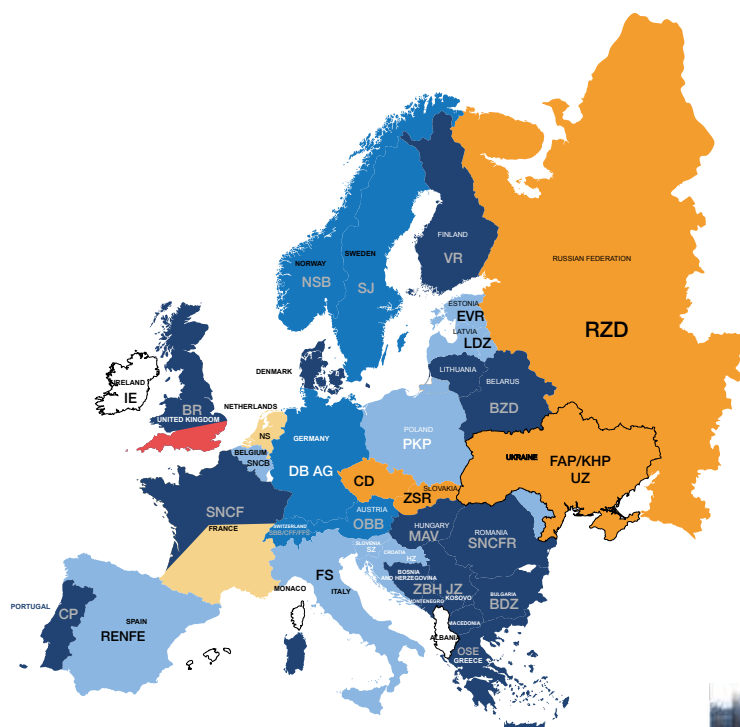 FINLAND
VR
NORWAY
NSB
SWEDEN
SJ
RUSSIAN FEDERATION
RZD
ESTONIA
EVR
LATVIA
LDZ
LITHUANIA
BELARUS
BZD
DENMARK
IRELAND
IE
BR
UNITED KINGDOM
NETHERLANDS
NS
BELGIUM
SNCB
GERMANY
DB AG
POLAND
PKP
UKRAINE
FAP/KHP
UZ
CD
SLOVAKIA
ZSR
AUSTRIA
OBB
SWITZERLAND
SBB/CFF/FFS
SNCF
FRANCE
HUNGARY
MAV
ROMANIA
SNCFR
SLOVENIA
SZ
CROATIA
HZ
BOSNIA
AND HERZEGOVINA
ZBH JZ
KOSOVO
MONTENEGRO
BULGARIA
BDZ
MACEDONIA
ALBANIA
OSE
GREECE
FS
ITALY
MONACO
PORTUGAL
CP
SPAIN
RENFE